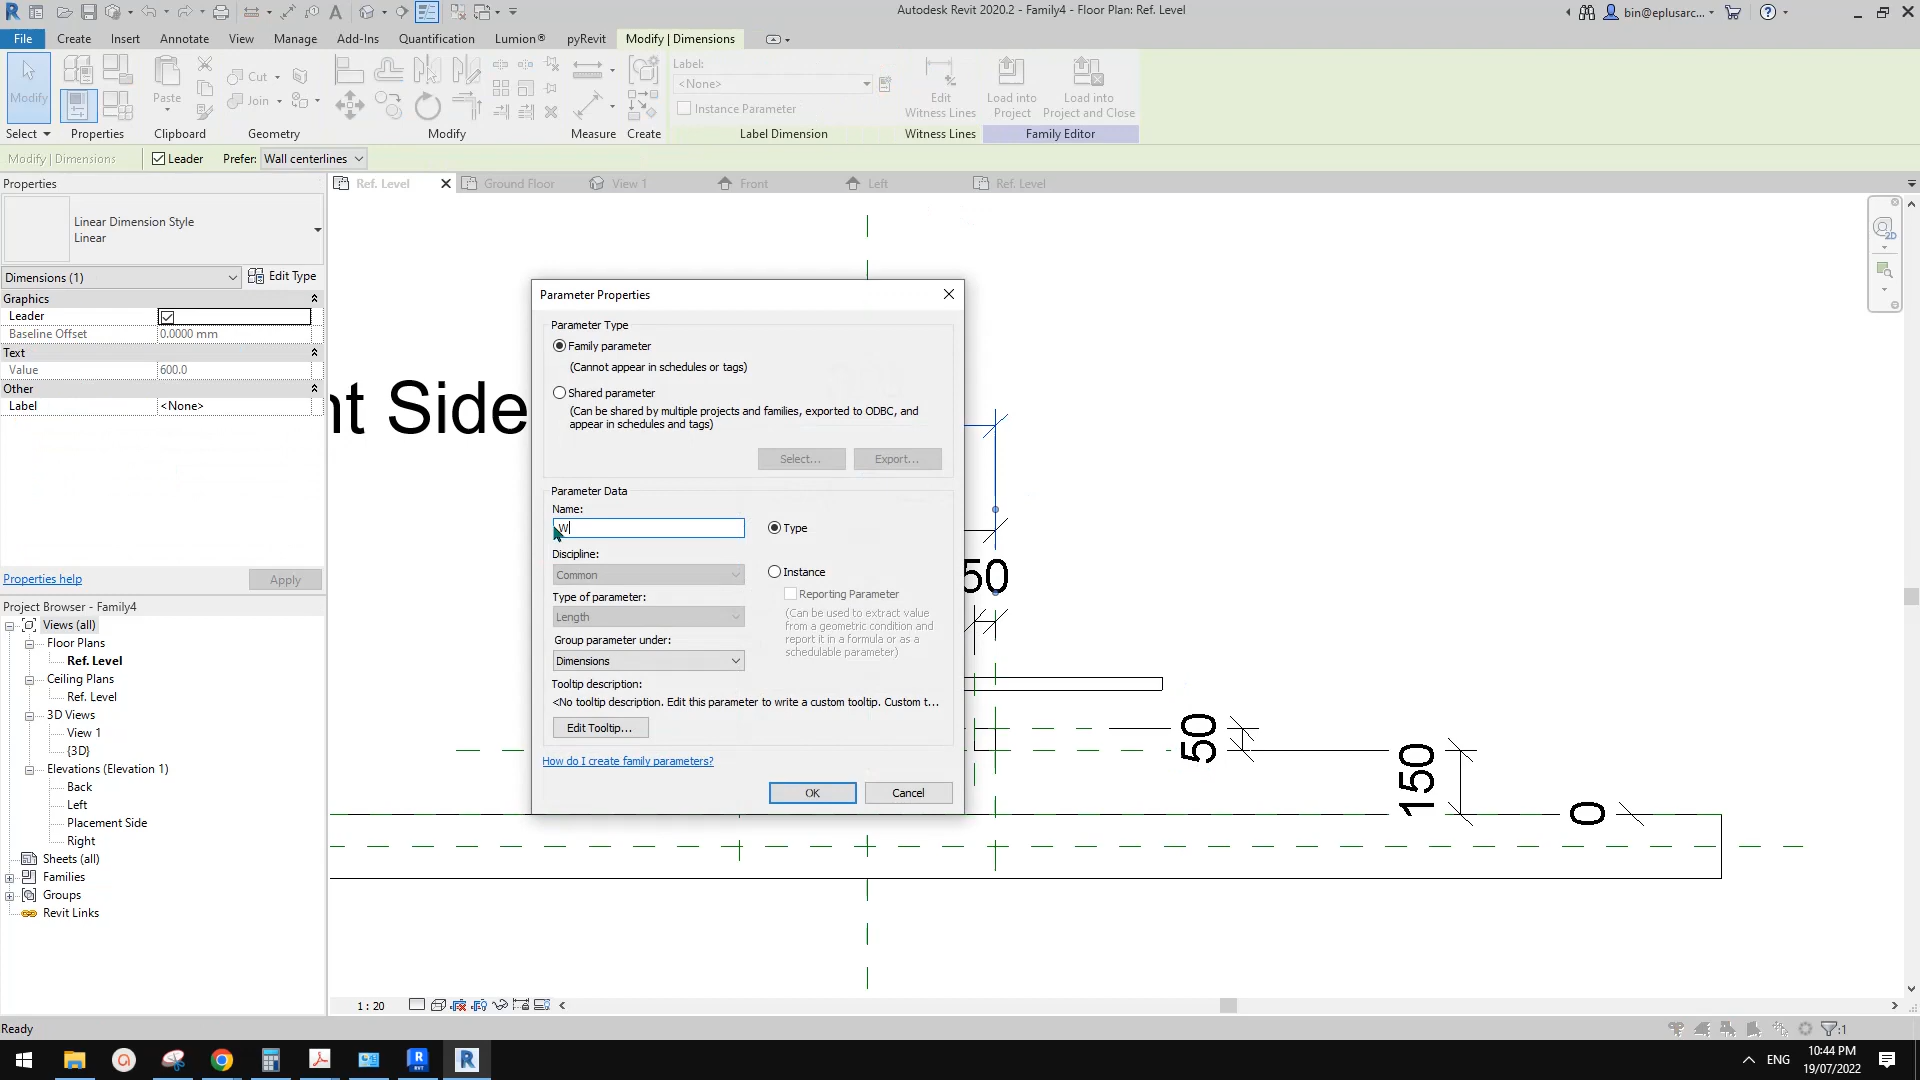 Autodesk Revit 2020.2 - Family4 - Floor Plan: Ref. Level
bin@eplusarc...
File Create Insert Annotate View Manage Add-Ins Quantification Lumion® pyRevit Modify | Dimensions
Modify
Paste
Cut
Join
Label:
<None>
Instance Parameter
Edit
Witness Lines
Load into
Project
Load into
Project and Close
Select Properties Clipboard Geometry Modify Measure Create Label Dimension Witness Lines Family Editor
Modify | Dimensions Leader Prefer: Wall centerlines
Properties
Ref. Level Ground Floor View 1 Front Left Ref. Level
Linear Dimension Style
Linear
Dimensions (1) Edit Type
Graphics
Leader
Baseline Offset 0.0000 mm
Text
Value 600.0
Other
Label <None>
Properties help Apply
Project Browser - Family4
Views (all)
Floor Plans
Ref. Level
Ceiling Plans
Ref. Level
3D Views
View 1
{3D}
Elevations (Elevation 1)
Back
Left
Placement Side
Right
Sheets (all)
Families
Groups
Revit Links
nt Side
Parameter Properties
Parameter Type
Family parameter
(Cannot appear in schedules or tags)
Shared parameter
(Can be shared by multiple projects and families, exported to ODBC, and
appear in schedules and tags)
Select... Export...
Parameter Data
Name:
W
Type
Discipline:
Common
Instance
Type of parameter:
Reporting Parameter
Length
(Can be used to extract value
from a geometric condition and
report it in a formula or as a
schedulable parameter)
Group parameter under:
Dimensions
Tooltip description:
<No tooltip description. Edit this parameter to write a custom tooltip. Custom t...
Edit Tooltip...
How do I create family parameters?
OK Cancel
50
50
150
0
1 : 20
Ready
:1
ENG
10:44 PM
19/07/2022